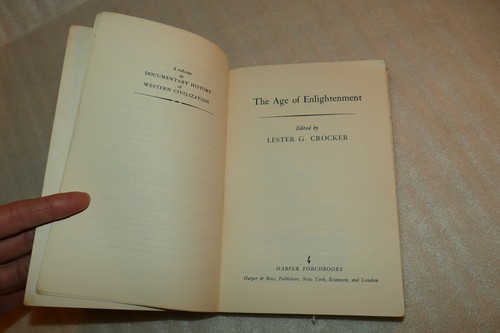 A volume
in
DOCUMENTARY HISTORY
of
WESTERN CIVILIZATION
The Age of Enlightenment
Edited by
LESTER G. CROCKER
HARPER TORCHBOOKS
Harper & Row, Publishers, New York, Evanston, and London